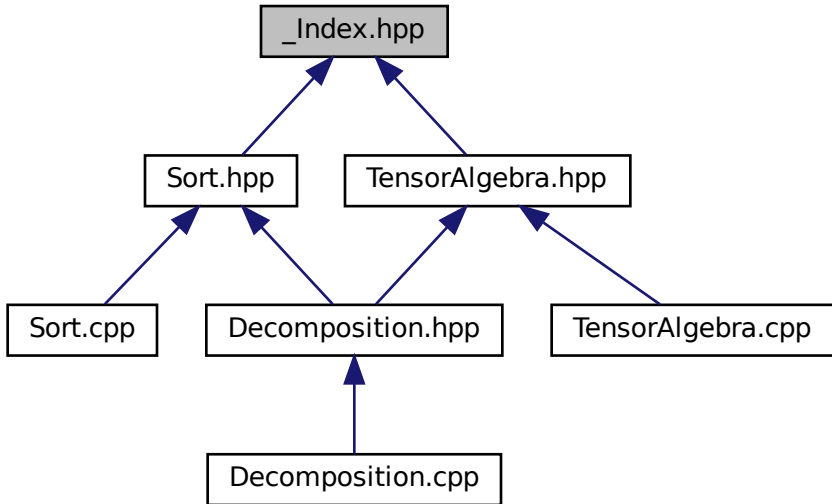 _Index.hpp
Sort.hpp
TensorAlgebra.hpp
Sort.cpp
Decomposition.hpp
TensorAlgebra.cpp
Decomposition.cpp